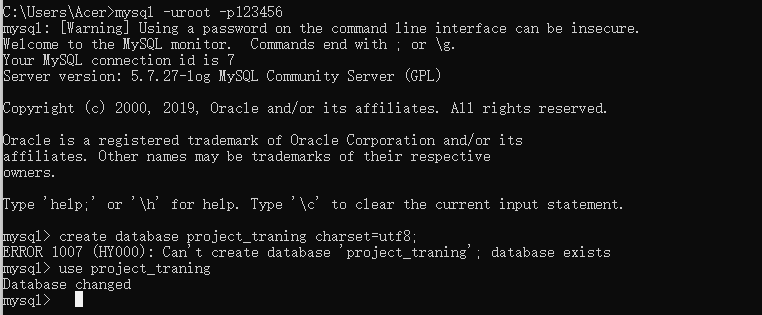 C:\Users\Acer>mysql -uroot -p123456
mysql: [Warning] Using a password on the command line interface can be insecure.
Welcome to the MySQL monitor.  Commands end with ; or \g.
Your MySQL connection id is 7
Server version: 5.7.27-log MySQL Community Server (GPL)
Copyright (c) 2000, 2019, Oracle and/or its affiliates. All rights reserved.
Oracle is a registered trademark of Oracle Corporation and/or its
affiliates. Other names may be trademarks of their respective
owners.
Type 'help;' or '\h' for help. Type '\c' to clear the current input statement.
mysql> create database project_traning charset=utf8;
ERROR 1007 (HY000): Can't create database 'project_traning'; database exists
mysql> use project_traning
Database changed
mysql>